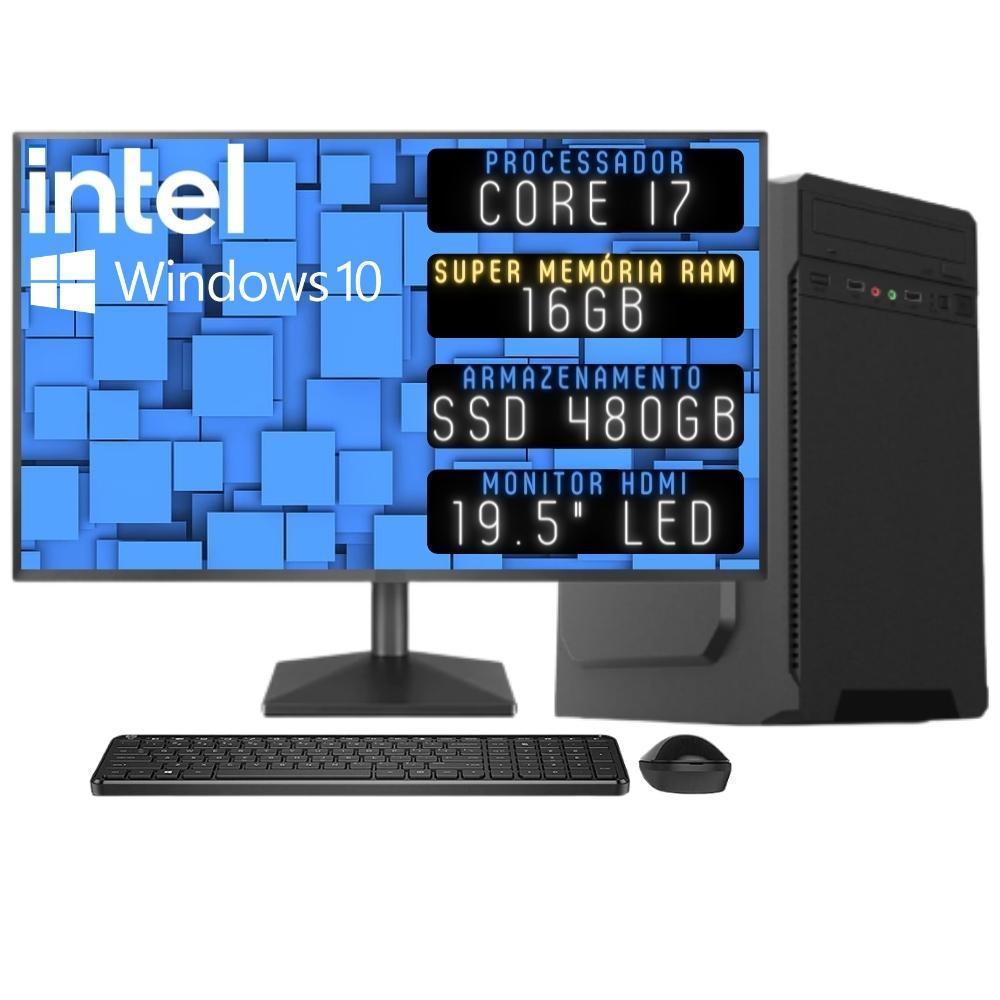 intel
Windows 10
PROCESSADOR
CORE I7
SUPER MEMÓRIA RAM
16GB
ARMAZENAMENTO
SSD 480GB
MONITOR HDMI
19.5" LED